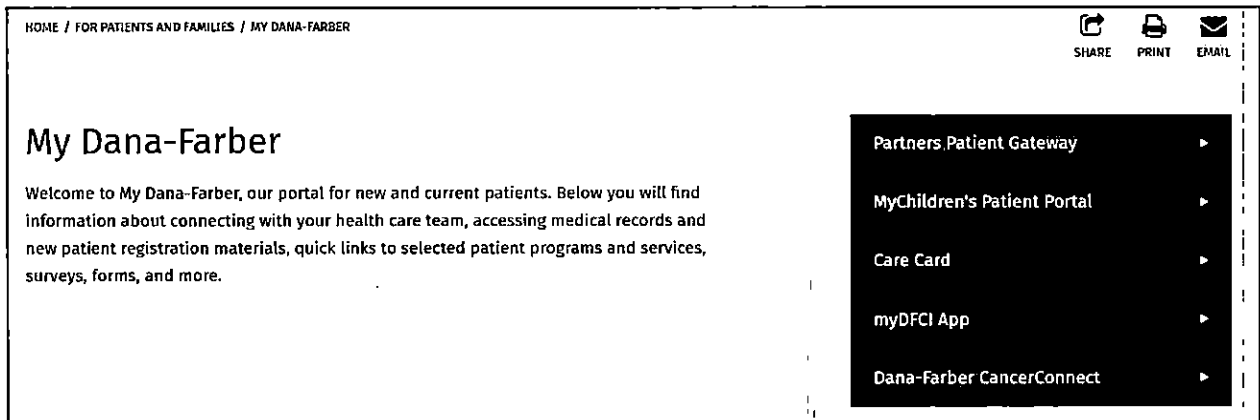 HOME / FOR PATIENTS AND FAMILIES / MY DANA-FARBER
SHARE PRINT EMAIL
My Dana-Farber
Welcome to My Dana-Farber, our portal for new and current patients. Below you will find
information about connecting with your health care team, accessing medical records and
new patient registration materials, quick links to selected patient programs and services,
surveys, forms, and more.
Partners Patient Gateway
MyChildren's Patient Portal
Care Card
myDFCI App
Dana-Farber CancerConnect